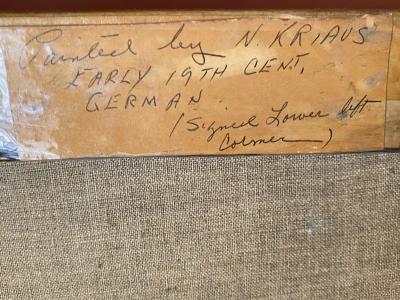 Painted by N. KRIAUS
EARLY 19TH CENT,
GERMAN.
(Signed Lower left
Corner)